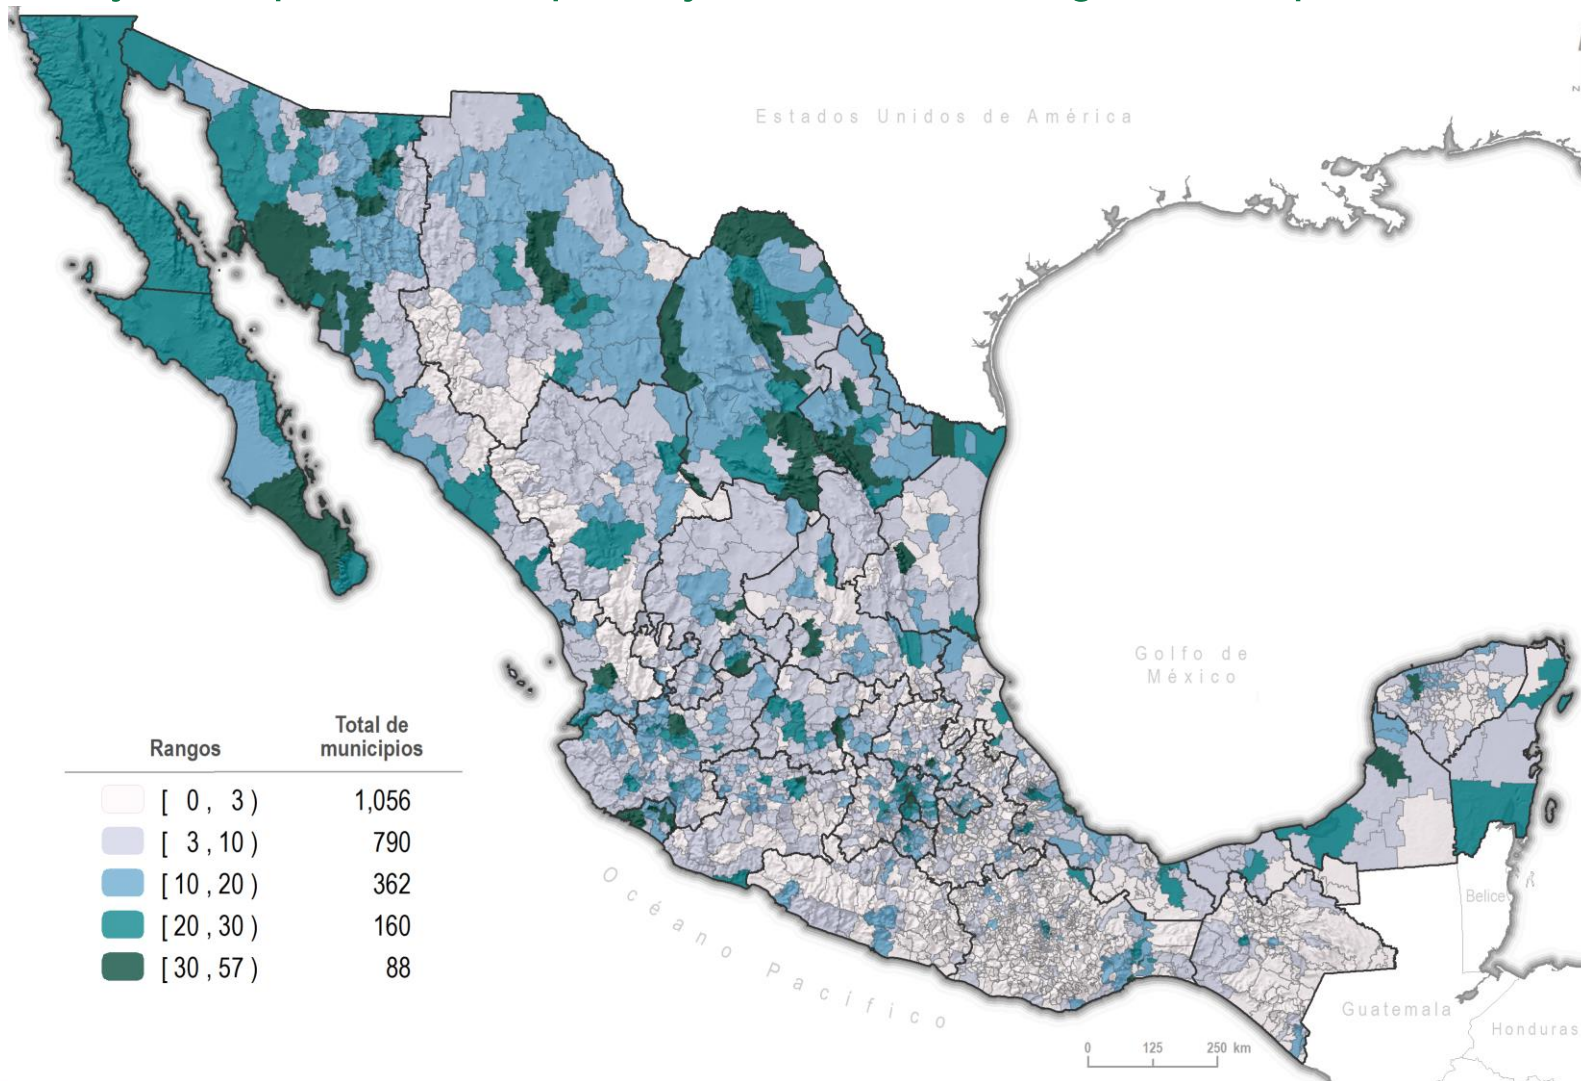 Estados Unidos de América
Golfo de
México
Rangos
Total de
municipios
[ 0 , 3 ) 1,056
[ 3 , 10 ) 790
[ 10 , 20 ) 362
[ 20 , 30 ) 160
[ 30 , 57 ) 88
Océano Pacífico
Belice
Guatemala
Honduras
0 125 250 km